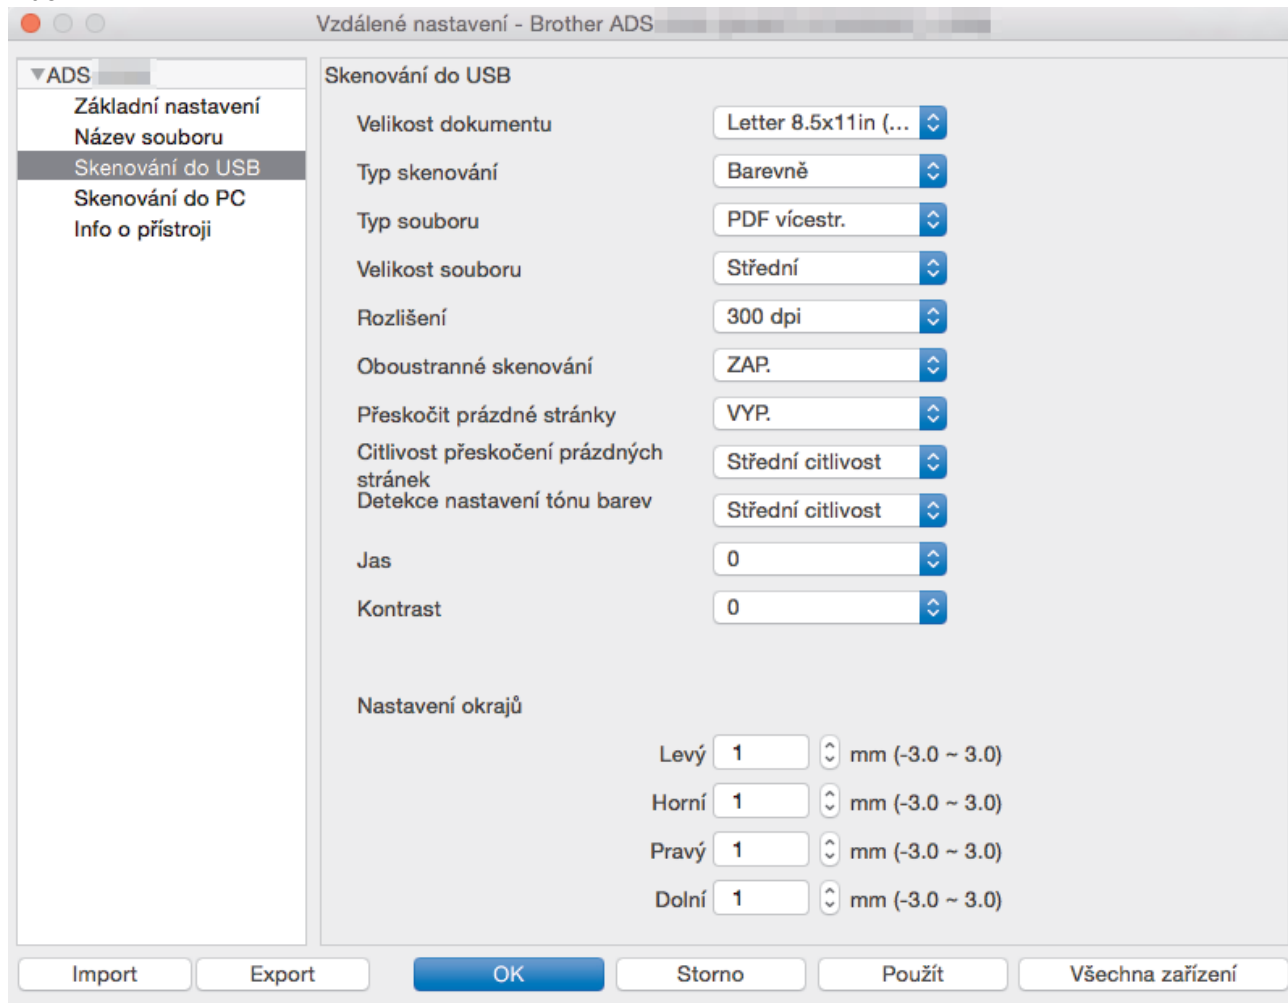 Vzdálené nastavení - Brother ADS
▼ADS
Základní nastavení
Název souboru
Skenování do USB
Skenování do PC
Info o přístroji
Skenování do USB
Velikost dokumentu Letter 8.5x11in (...
Typ skenování Barevně
Typ souboru PDF vícestr.
Velikost souboru Střední
Rozlišení 300 dpi
Oboustranné skenování ZAP.
Přeskočit prázdné stránky VYP.
Citlivost přeskočení prázdných
stránek Střední citlivost
Detekce nastavení tónu barev Střední citlivost
Jas 0
Kontrast 0
Nastavení okrajů
Levý 1 mm (-3.0 ~ 3.0)
Horní 1 mm (-3.0 ~ 3.0)
Pravý 1 mm (-3.0 ~ 3.0)
Dolní 1 mm (-3.0 ~ 3.0)
Import Export OK Storno Použít Všechna zařízení